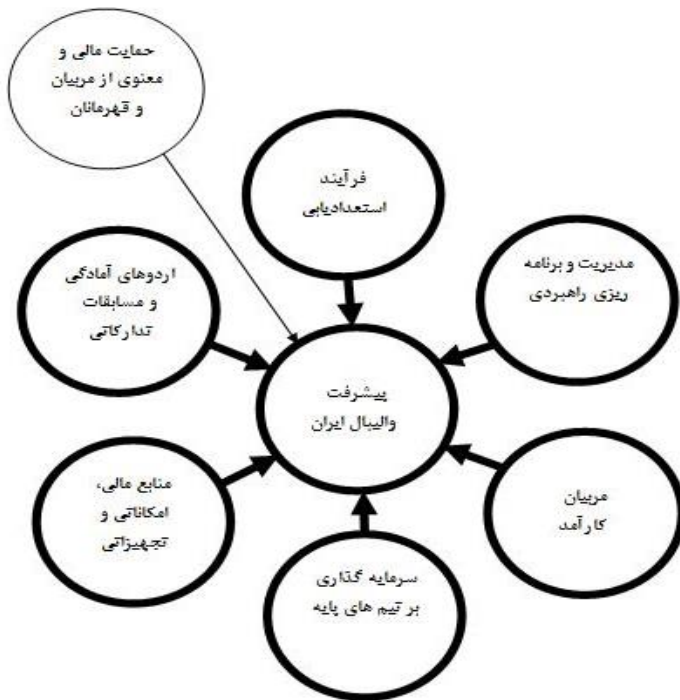 حمایت مالی و
معنوی از مربیان
و قهرمانان
فرآیند
استعدادیابی
مدیریت و برنامه
ریزی راهبردی
اردوهای آمادگی
و مسابقات
تدارکاتی
پیشرفت
والیبال ایران
منابع مالی،
امکاناتی و
تجهیزاتی
مربیان
کارآمد
سرمایه گذاری
بر تیم های پایه